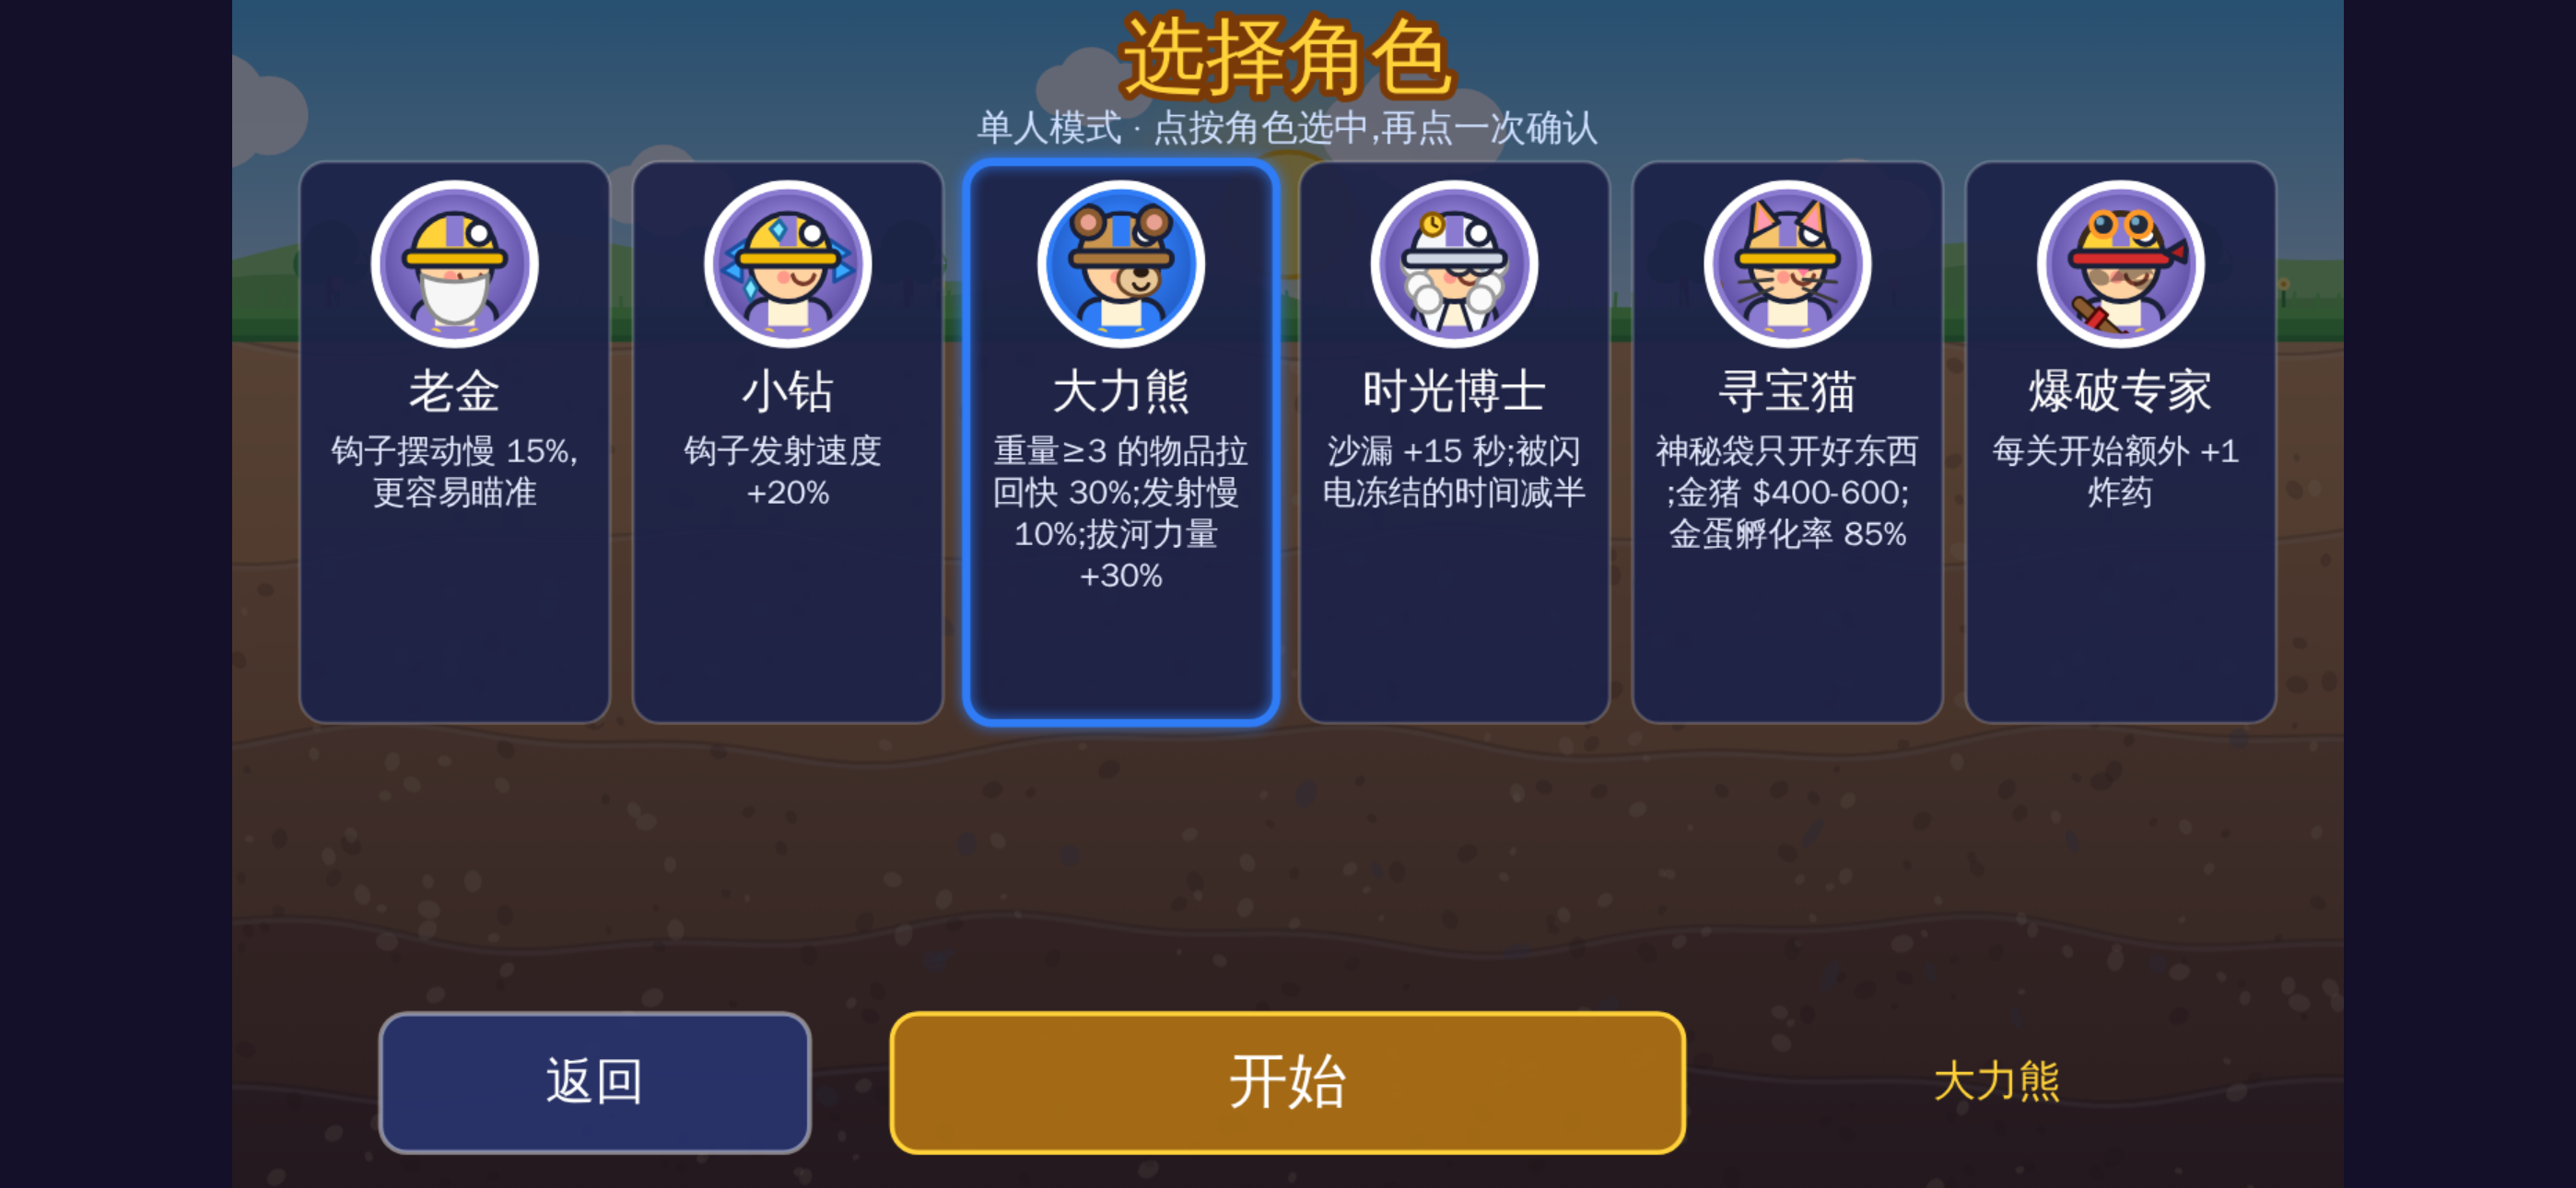 选择角色
单人模式 · 点按角色选中,再点一次确认
老金
钩子摆动慢 15%,
更容易瞄准
小钻
钩子发射速度
+20%
大力熊
重量≥3 的物品拉
回快 30%;发射慢
10%;拔河力量
+30%
时光博士
沙漏 +15 秒;被闪
电冻结的时间减半
寻宝猫
神秘袋只开好东西
;金猪 $400-600;
金蛋孵化率 85%
爆破专家
每关开始额外 +1
炸药
返回
开始
大力熊